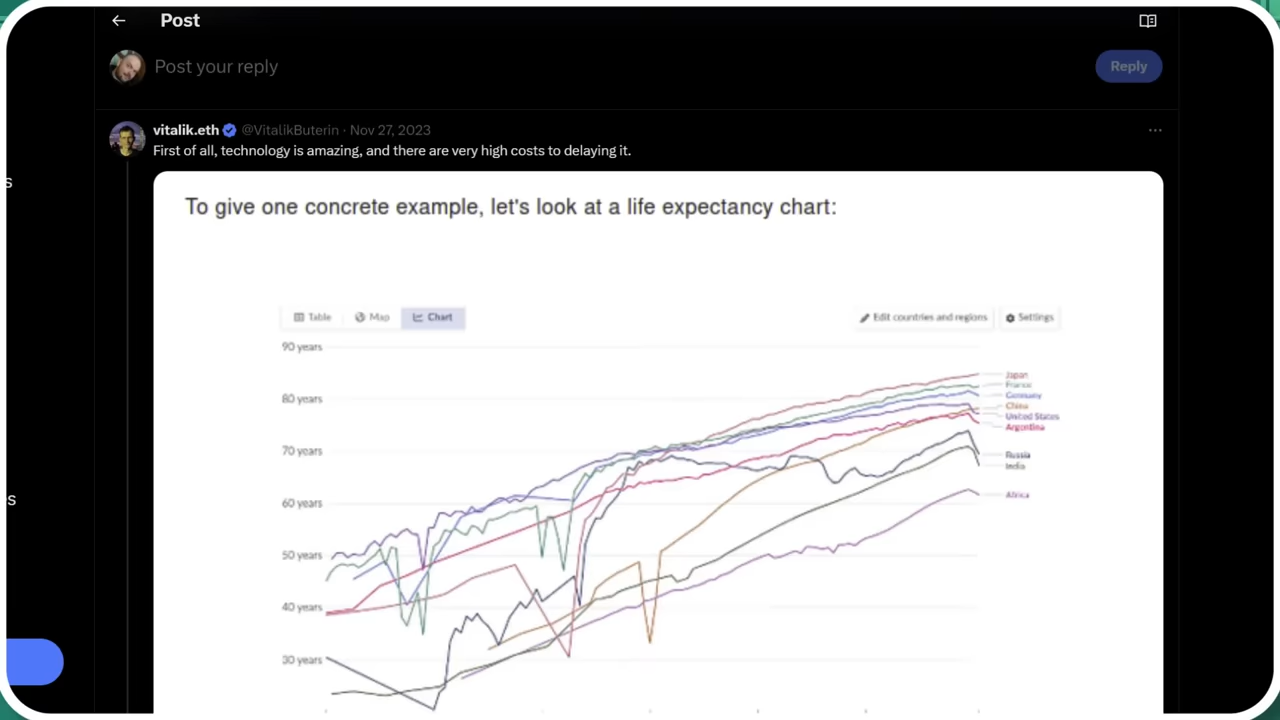 Post
Post your reply
Reply
vitalik.eth @VitalikButerin · Nov 27, 2023
First of all, technology is amazing, and there are very high costs to delaying it.
s
To give one concrete example, let's look at a life expectancy chart:
Table Map Chart Edit countries and regions Settings
90 years
Japan
France
80 years
Germany
China
United States
Argentina
70 years
Russia
India
60 years
Africa
s
50 years
40 years
30 years